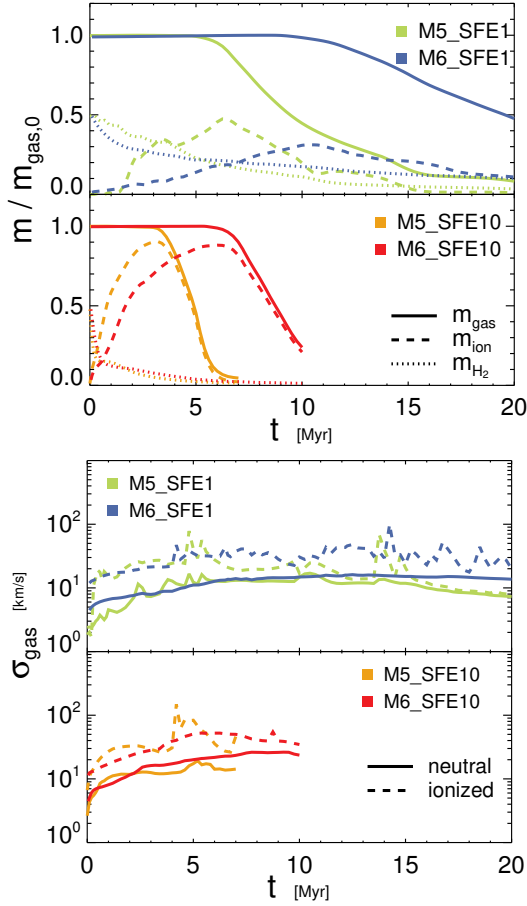 1.0
M5_SFE1
M6_SFE1
0.5
0.0
m / m_gas,0
1.0
M5_SFE10
M6_SFE10
0.5
m_gas
m_ion
m_H2
0.0
0 5 10 15 20
t [Myr]
M5_SFE1
M6_SFE1
10^2
10^1
10^0
[km/s]
σ_gas
M5_SFE10
M6_SFE10
10^2
10^1
neutral
ionized
10^0
0 5 10 15 20
t [Myr]